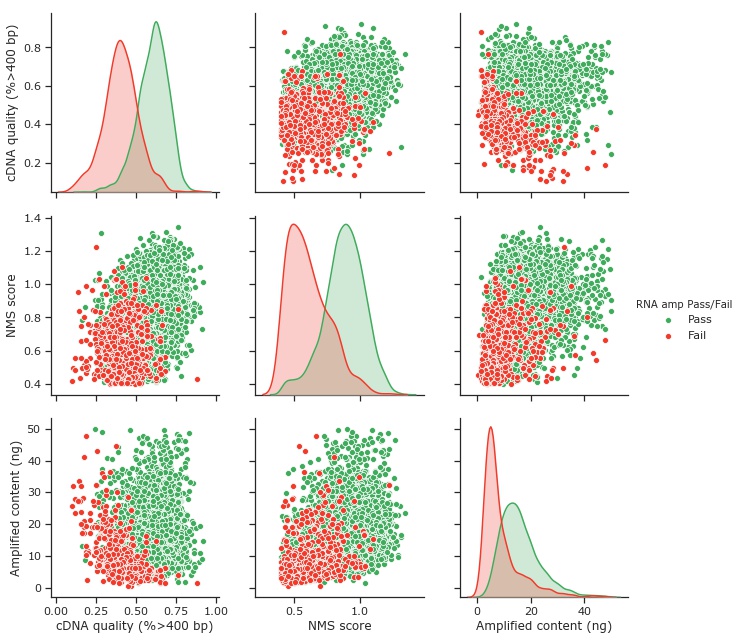 cDNA quality (%>400 bp)
0.8
0.6
0.4
0.2
NMS score
1.4
1.2
1.0
0.8
0.6
0.4
RNA amp Pass/Fail
Pass
Fail
Amplified content (ng)
50
40
30
20
10
0
0.00 0.25 0.50 0.75 1.00
cDNA quality (%>400 bp)
0.5 1.0
NMS score
0 20 40
Amplified content (ng)